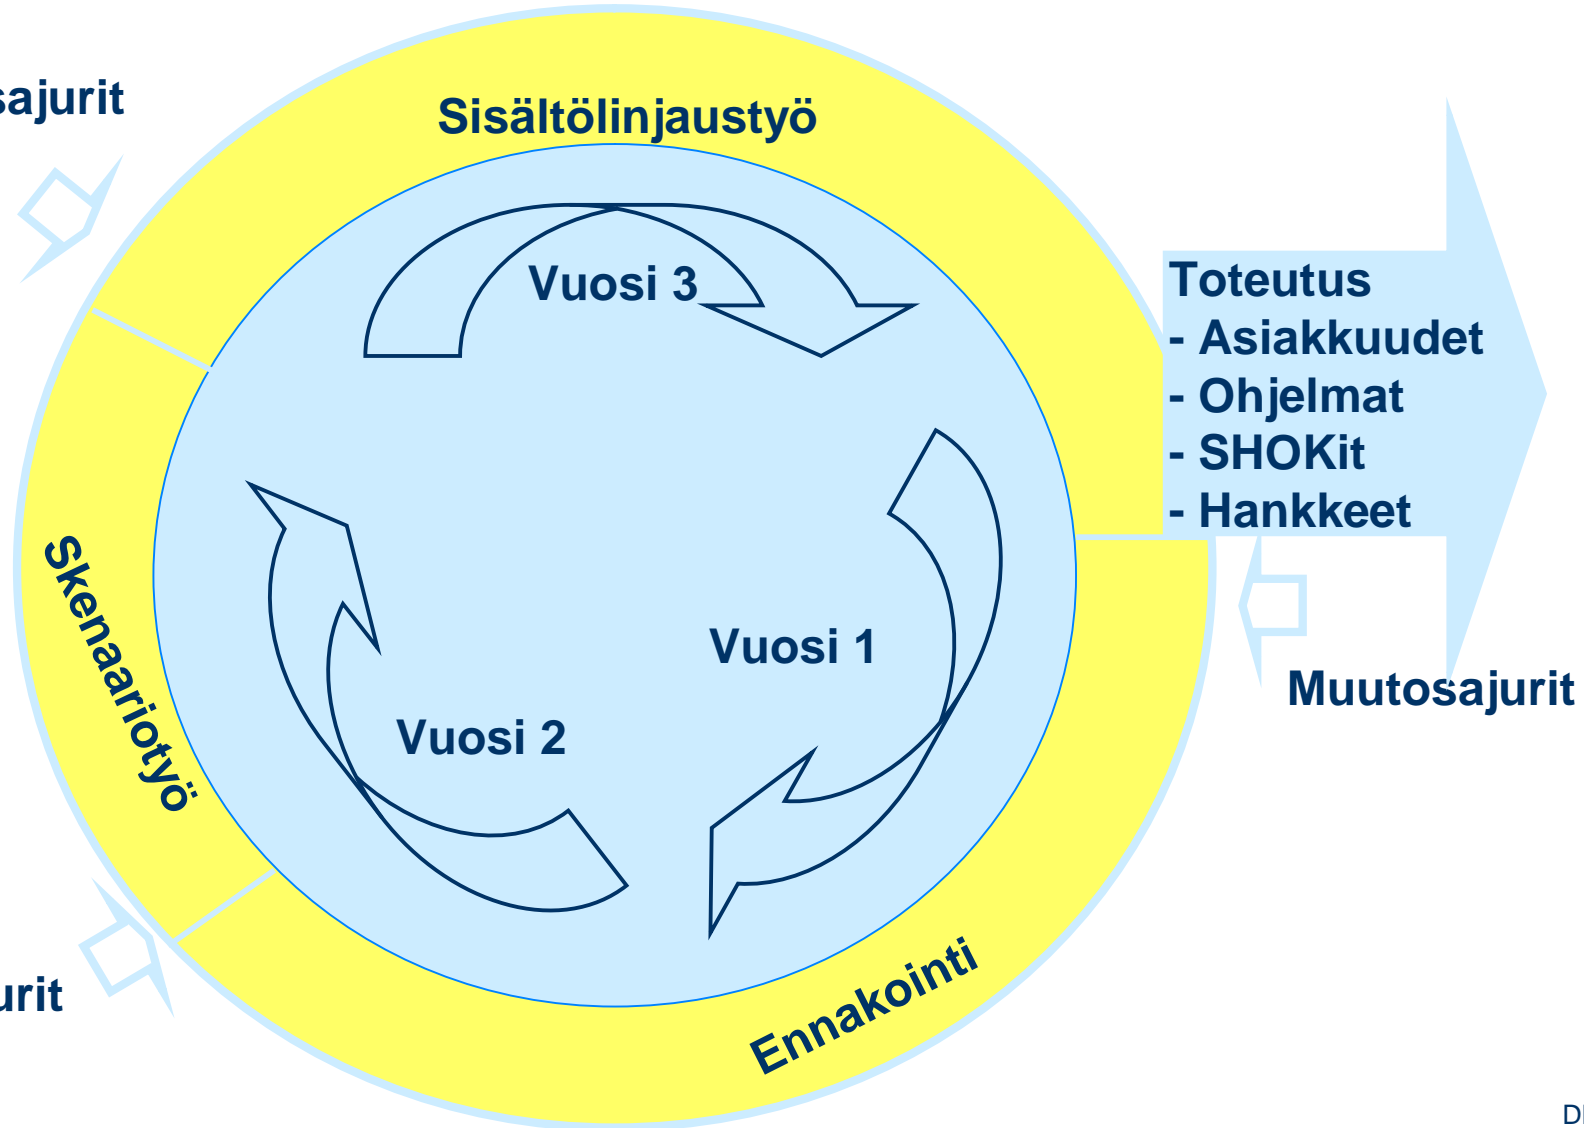 sajurit
Sisältölinjaustyö
Vuosi 3
Toteutus
- Asiakkuudet
- Ohjelmat
- SHOKit
- Hankkeet
Skenaariotyö
Vuosi 1
Muutosajurit
Vuosi 2
urit
Ennakointi